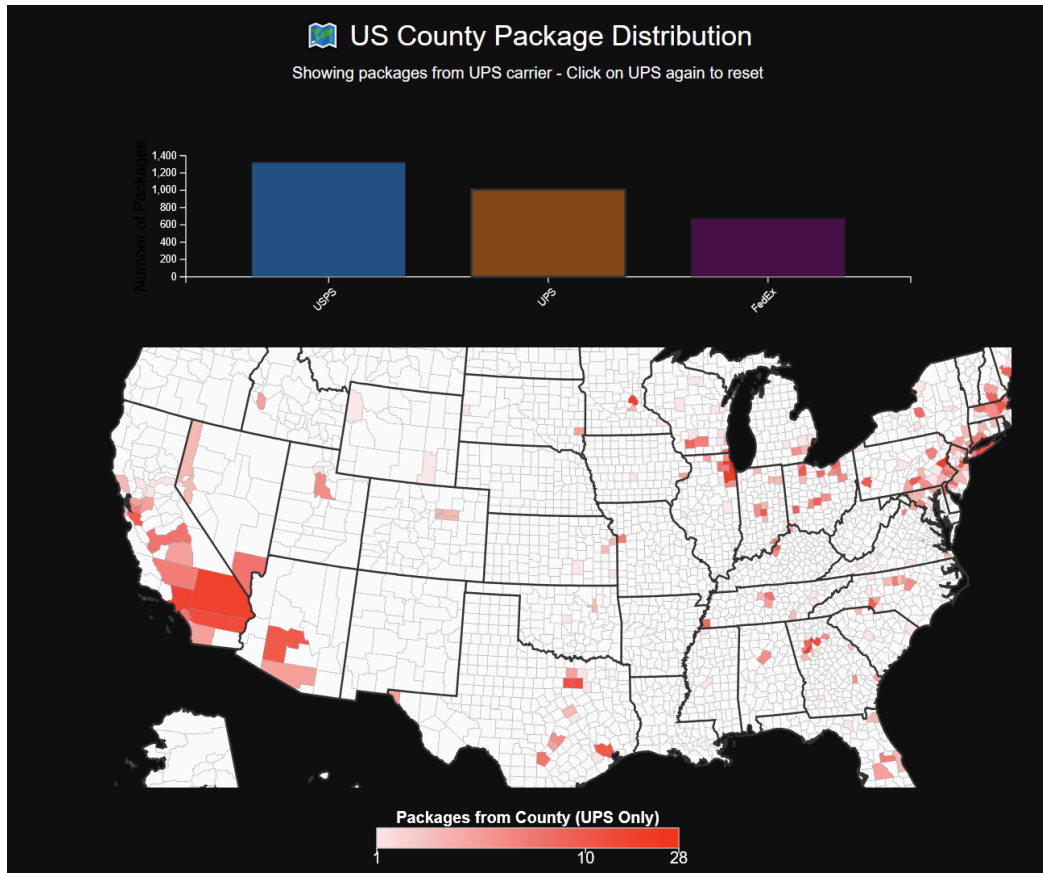 US County Package Distribution
Showing packages from UPS carrier - Click on UPS again to reset
Number of Packages
1,400
1,200
1,000
800
600
400
200
0
USPS
UPS
FedEx
Packages from County (UPS Only)
1
10
28